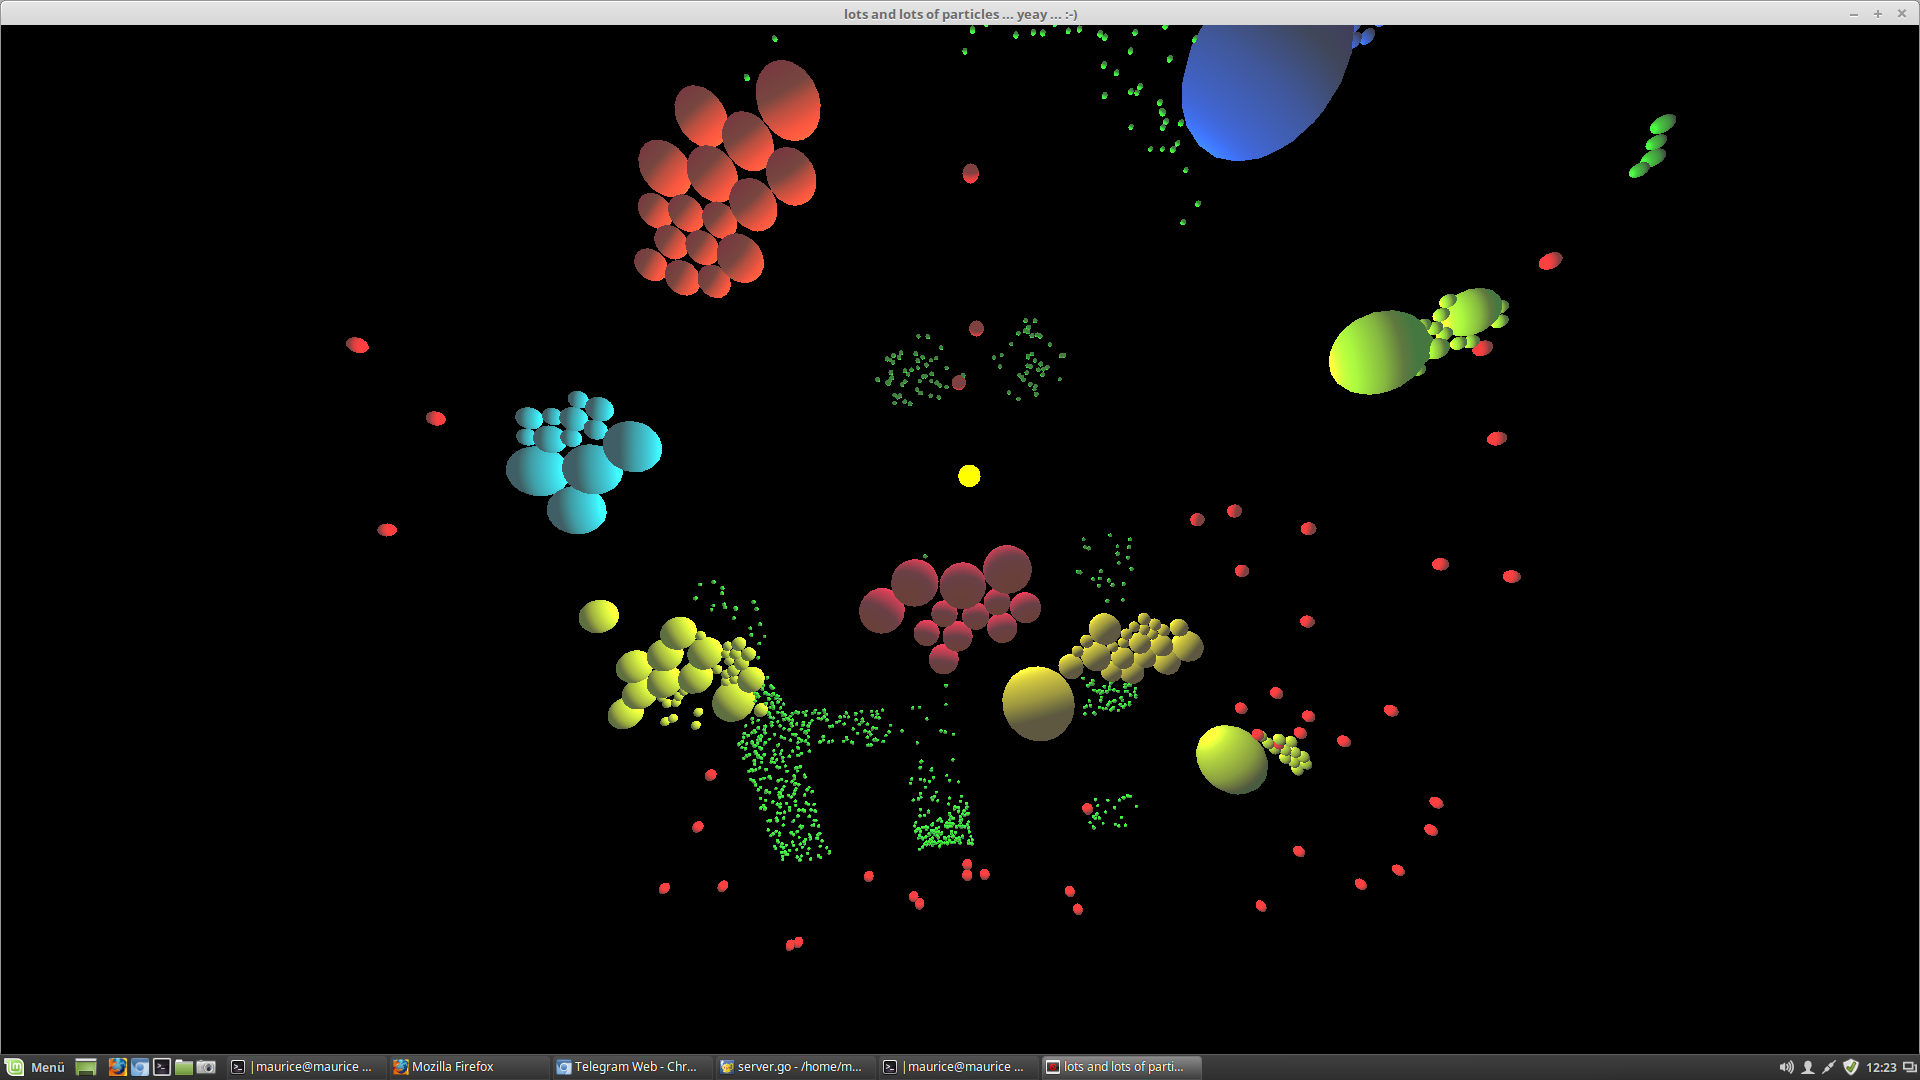 lots and lots of particles ... yeay ... :-)
Menü
|maurice@maurice ...
Mozilla Firefox
Telegram Web - Chr...
server.go - /home/m...
|maurice@maurice ...
lots and lots of parti...
12:23